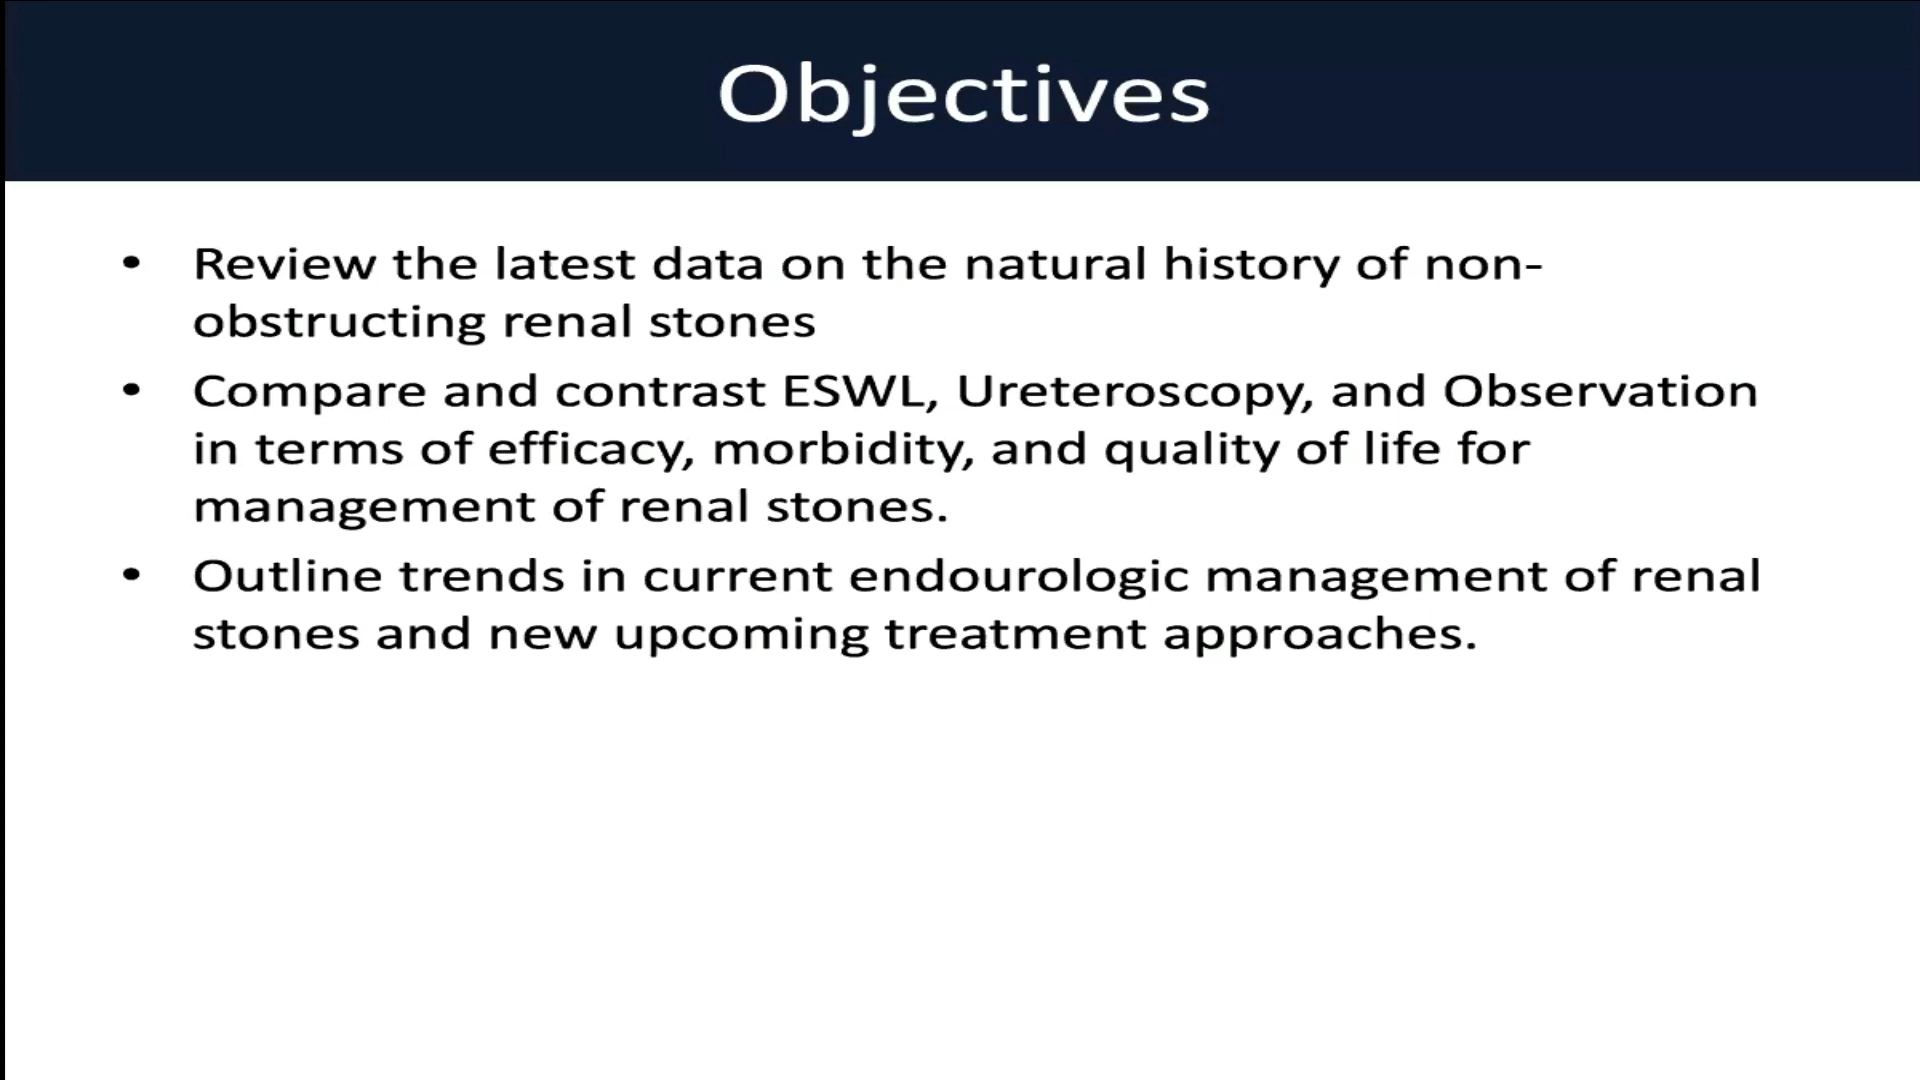 Objectives
• Review the latest data on the natural history of non-
obstructing renal stones
• Compare and contrast ESWL, Ureteroscopy, and Observation
in terms of efficacy, morbidity, and quality of life for
management of renal stones.
• Outline trends in current endourologic management of renal
stones and new upcoming treatment approaches.